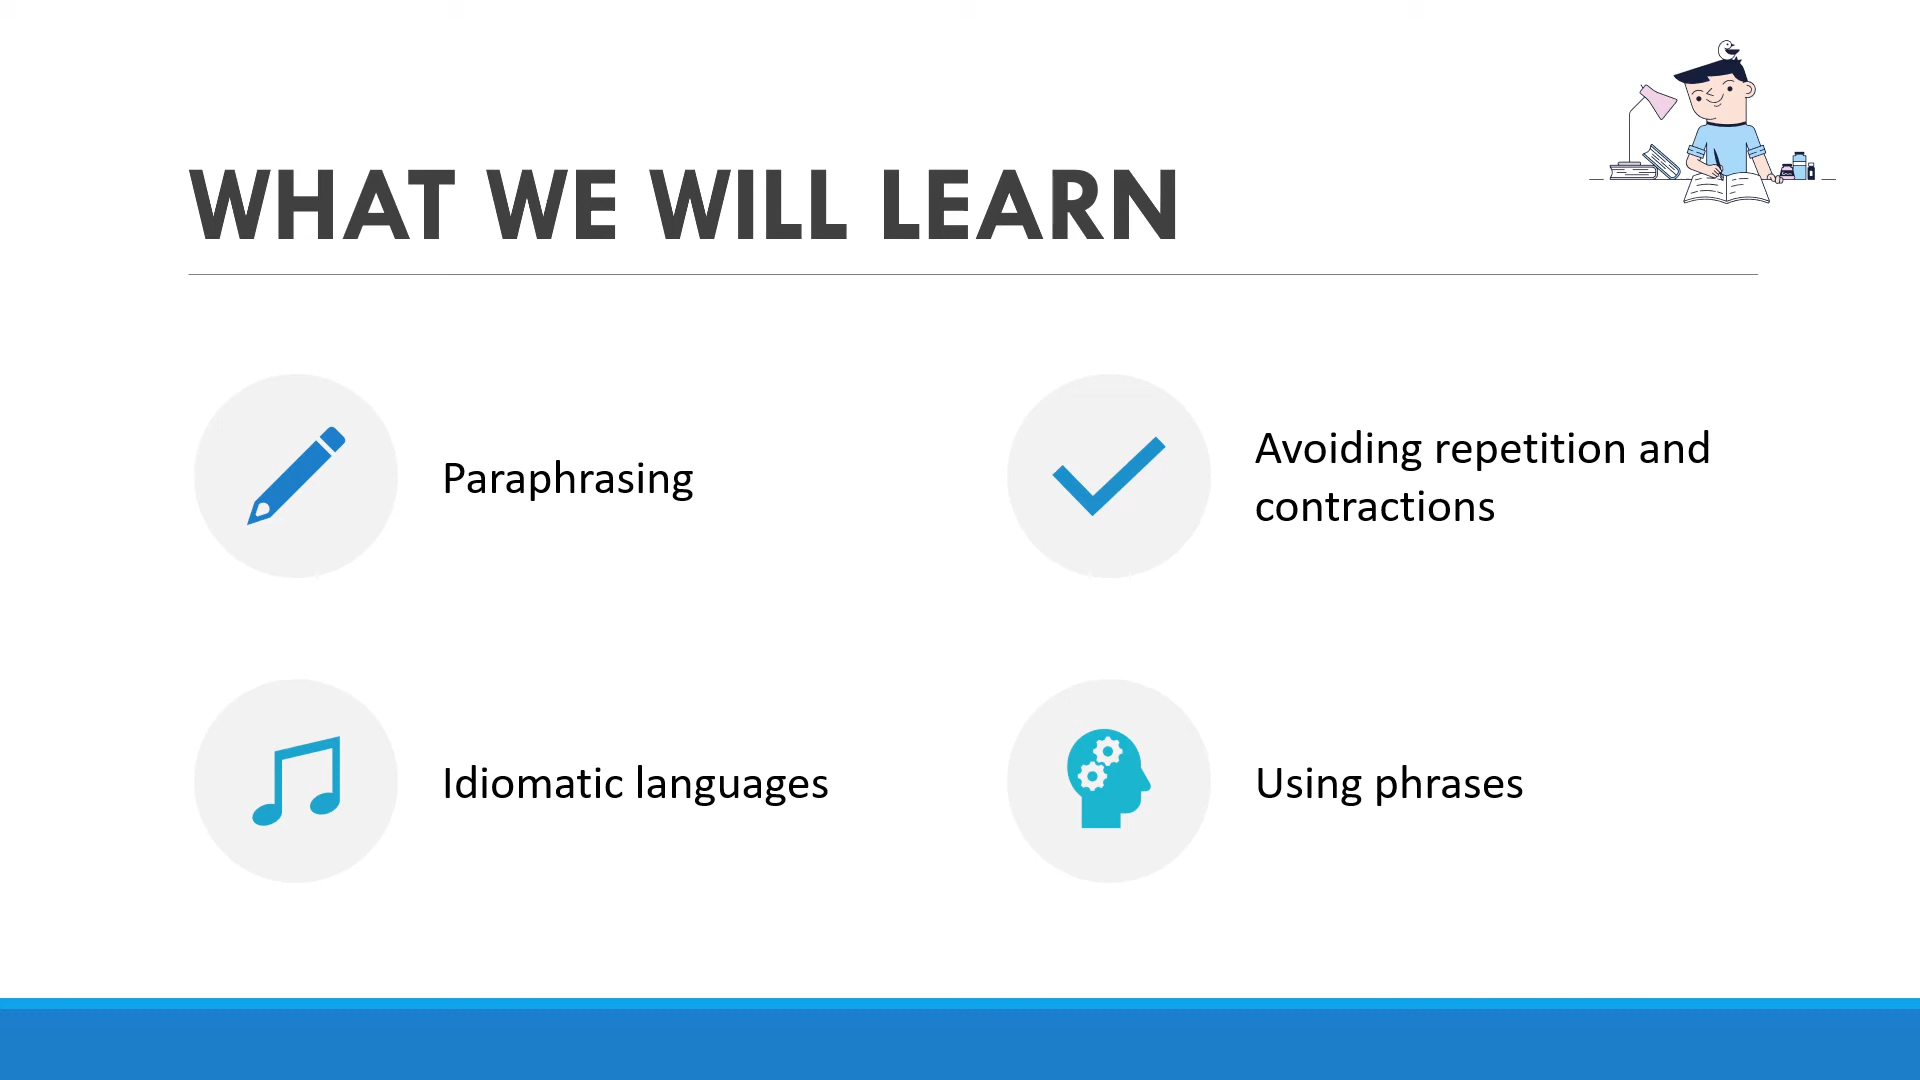 WHAT WE WILL LEARN
Paraphrasing
Avoiding repetition and
contractions
Idiomatic languages
Using phrases